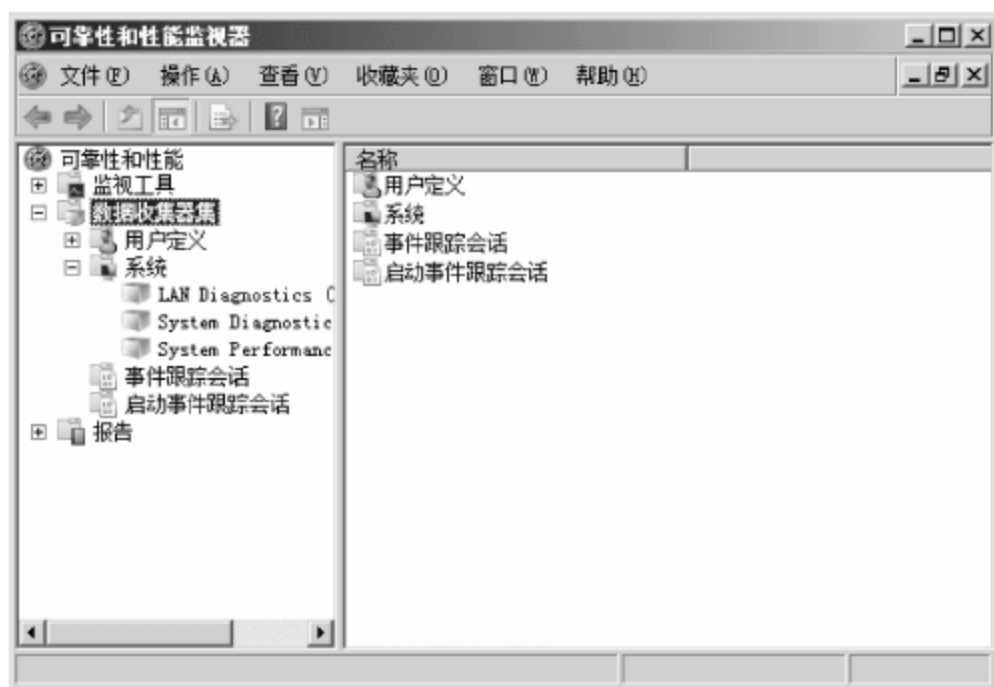 可靠性和性能监视器
文件(F) 操作(A) 查看(V) 收藏夹(O) 窗口(W) 帮助(H)
可靠性和性能
监视工具
数据收集器集
用户定义
系统
LAN Diagnostics C
System Diagnostic
System Performanc
事件跟踪会话
启动事件跟踪会话
报告
名称
用户定义
系统
事件跟踪会话
启动事件跟踪会话